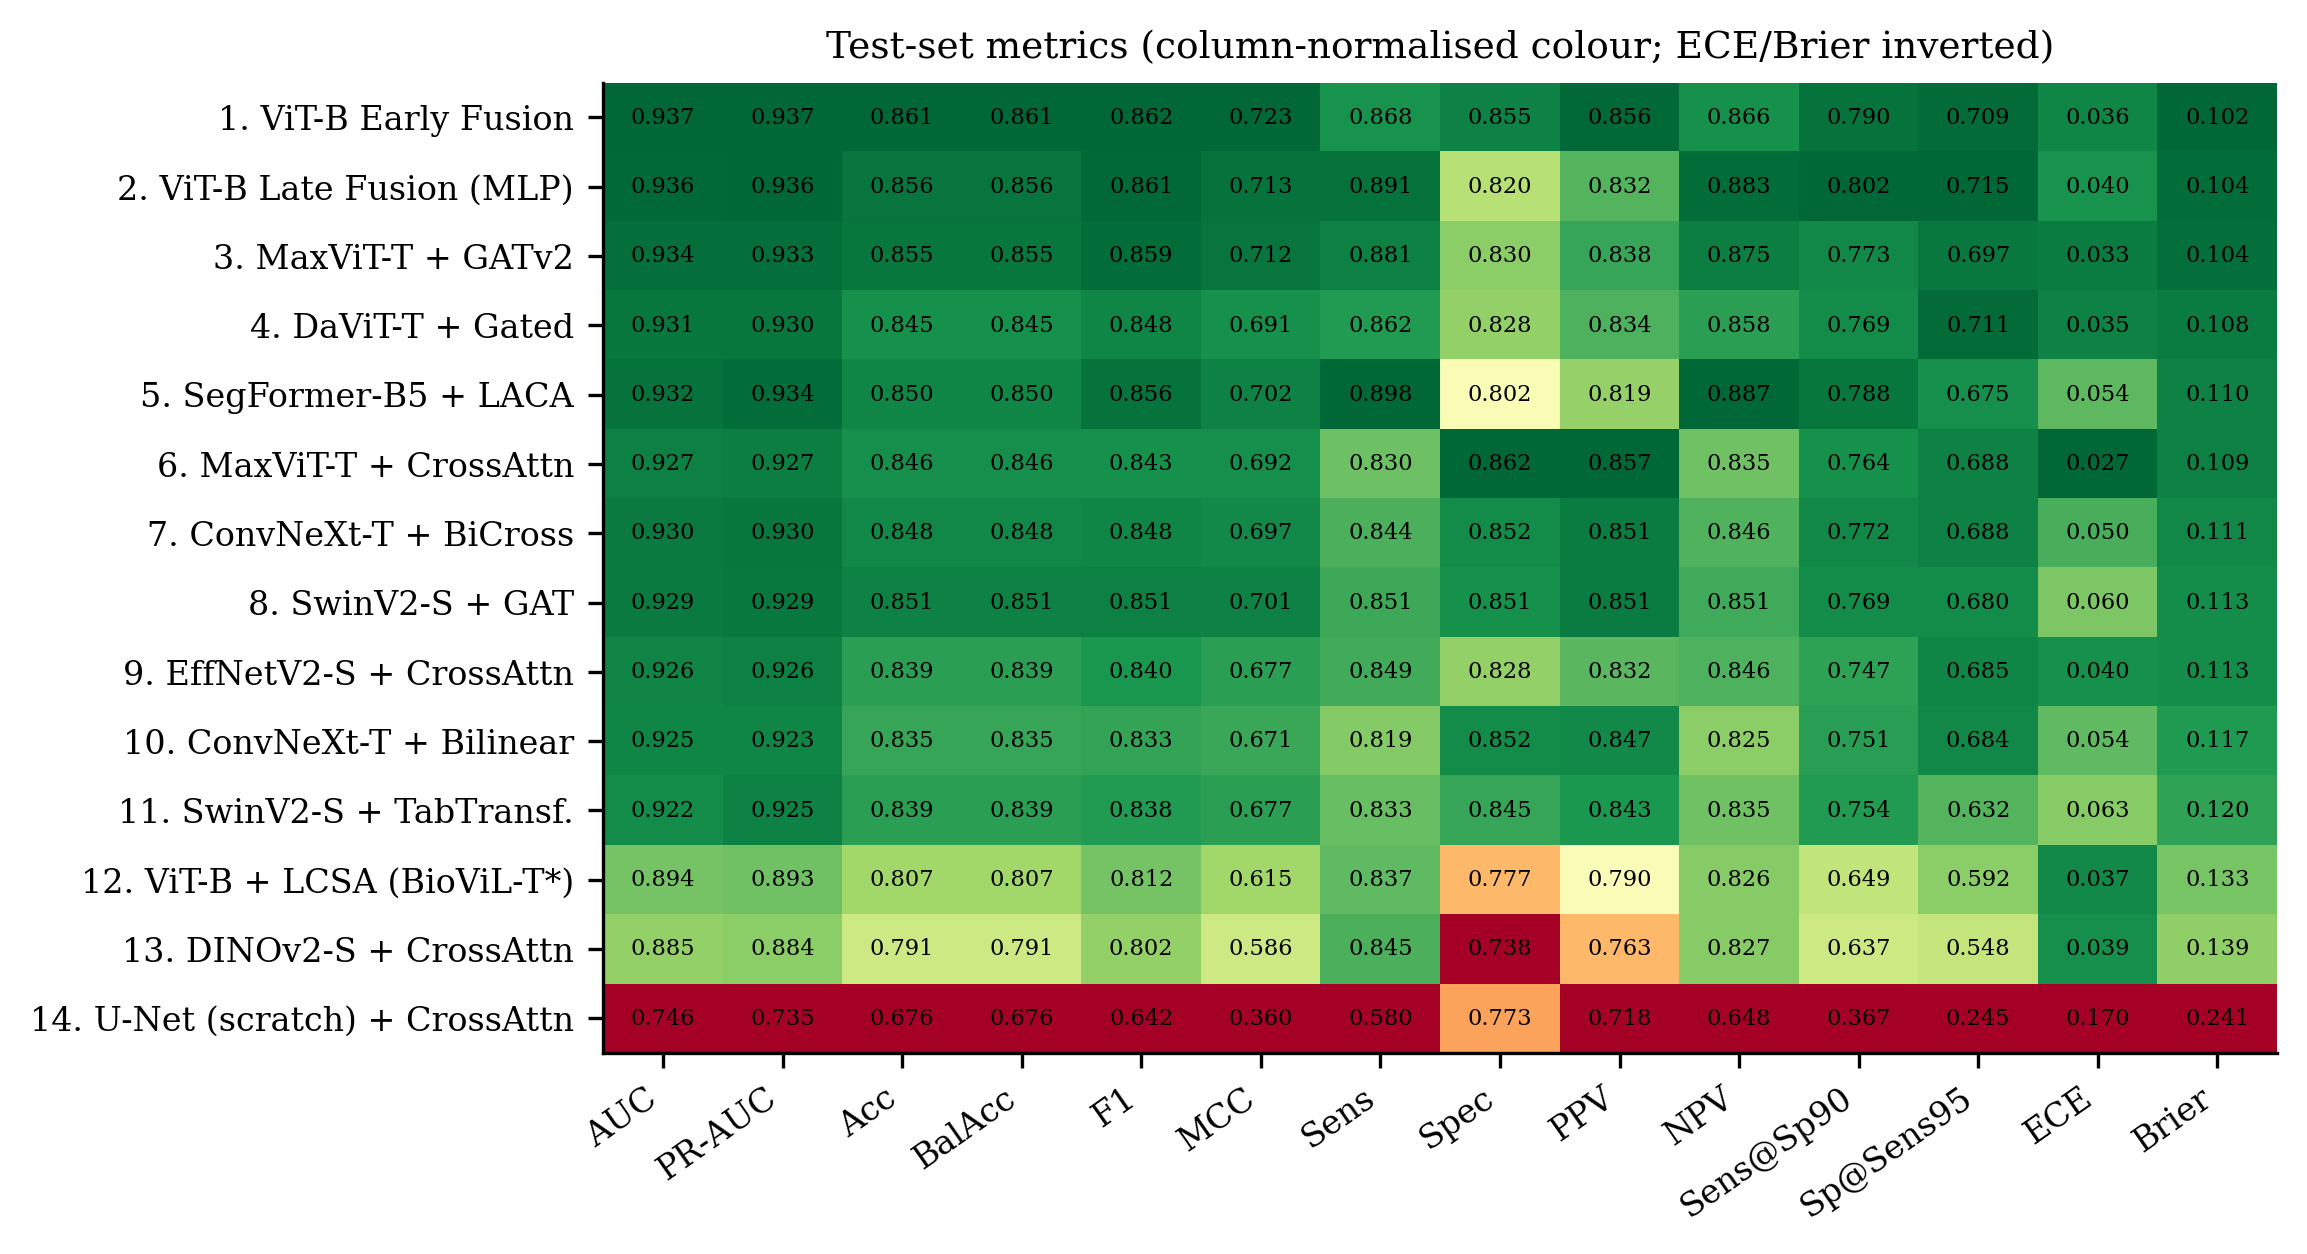 Test-set metrics (column-normalised colour; ECE/Brier inverted)
1. ViT-B Early Fusion 0.937 0.937 0.861 0.861 0.862 0.723 0.868 0.855 0.856 0.866 0.790 0.709 0.036 0.102
2. ViT-B Late Fusion (MLP) 0.936 0.936 0.856 0.856 0.861 0.713 0.891 0.820 0.832 0.883 0.802 0.715 0.040 0.104
3. MaxViT-T + GATv2 0.934 0.933 0.855 0.855 0.859 0.712 0.881 0.830 0.838 0.875 0.773 0.697 0.033 0.104
4. DaViT-T + Gated 0.931 0.930 0.845 0.845 0.848 0.691 0.862 0.828 0.834 0.858 0.769 0.711 0.035 0.108
5. SegFormer-B5 + LACA 0.932 0.934 0.850 0.850 0.856 0.702 0.898 0.802 0.819 0.887 0.788 0.675 0.054 0.110
6. MaxViT-T + CrossAttn 0.927 0.927 0.846 0.846 0.843 0.692 0.830 0.862 0.857 0.835 0.764 0.688 0.027 0.109
7. ConvNeXt-T + BiCross 0.930 0.930 0.848 0.848 0.848 0.697 0.844 0.852 0.851 0.846 0.772 0.688 0.050 0.111
8. SwinV2-S + GAT 0.929 0.929 0.851 0.851 0.851 0.701 0.851 0.851 0.851 0.851 0.769 0.680 0.060 0.113
9. EffNetV2-S + CrossAttn 0.926 0.926 0.839 0.839 0.840 0.677 0.849 0.828 0.832 0.846 0.747 0.685 0.040 0.113
10. ConvNeXt-T + Bilinear 0.925 0.923 0.835 0.835 0.833 0.671 0.819 0.852 0.847 0.825 0.751 0.684 0.054 0.117
11. SwinV2-S + TabTransf. 0.922 0.925 0.839 0.839 0.838 0.677 0.833 0.845 0.843 0.835 0.754 0.632 0.063 0.120
12. ViT-B + LCSA (BioViL-T*) 0.894 0.893 0.807 0.807 0.812 0.615 0.837 0.777 0.790 0.826 0.649 0.592 0.037 0.133
13. DINOv2-S + CrossAttn 0.885 0.884 0.791 0.791 0.802 0.586 0.845 0.738 0.763 0.827 0.637 0.548 0.039 0.139
14. U-Net (scratch) + CrossAttn 0.746 0.735 0.676 0.676 0.642 0.360 0.580 0.773 0.718 0.648 0.367 0.245 0.170 0.241
AUC PR-AUC Acc BalAcc F1 MCC Sens Spec PPV NPV Sens@Sp90 Sp@Sens95 ECE Brier